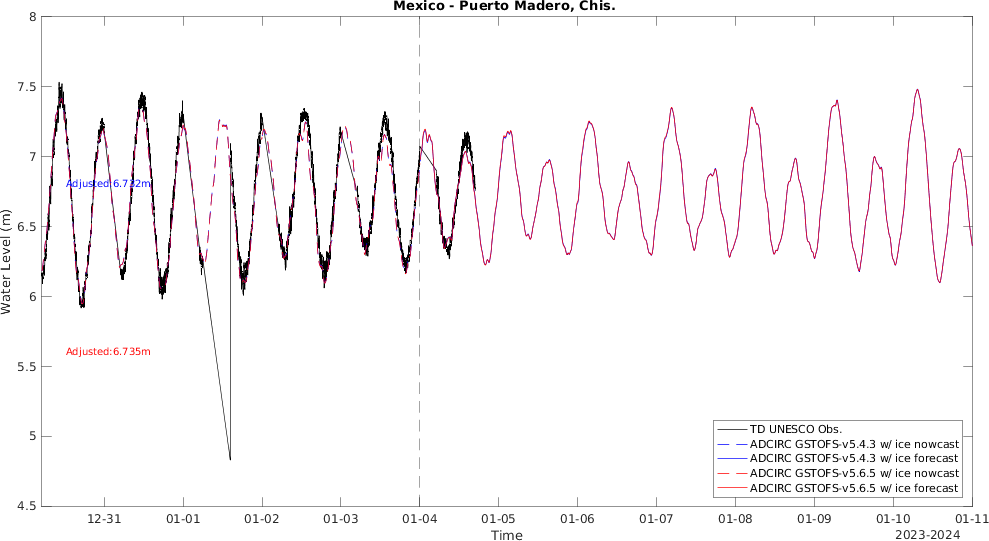 Mexico - Puerto Madero, Chis.
8
7.5
7
6.5
6
5.5
5
4.5
Water Level (m)
Adjusted:6.732m
Adjusted:6.735m
TD UNESCO Obs.
ADCIRC GSTOFS-v5.4.3 w/ ice nowcast
ADCIRC GSTOFS-v5.4.3 w/ ice forecast
ADCIRC GSTOFS-v5.6.5 w/ ice nowcast
ADCIRC GSTOFS-v5.6.5 w/ ice forecast
12-31 01-01 01-02 01-03 01-04 01-05 01-06 01-07 01-08 01-09 01-10 01-11
Time
2023-2024